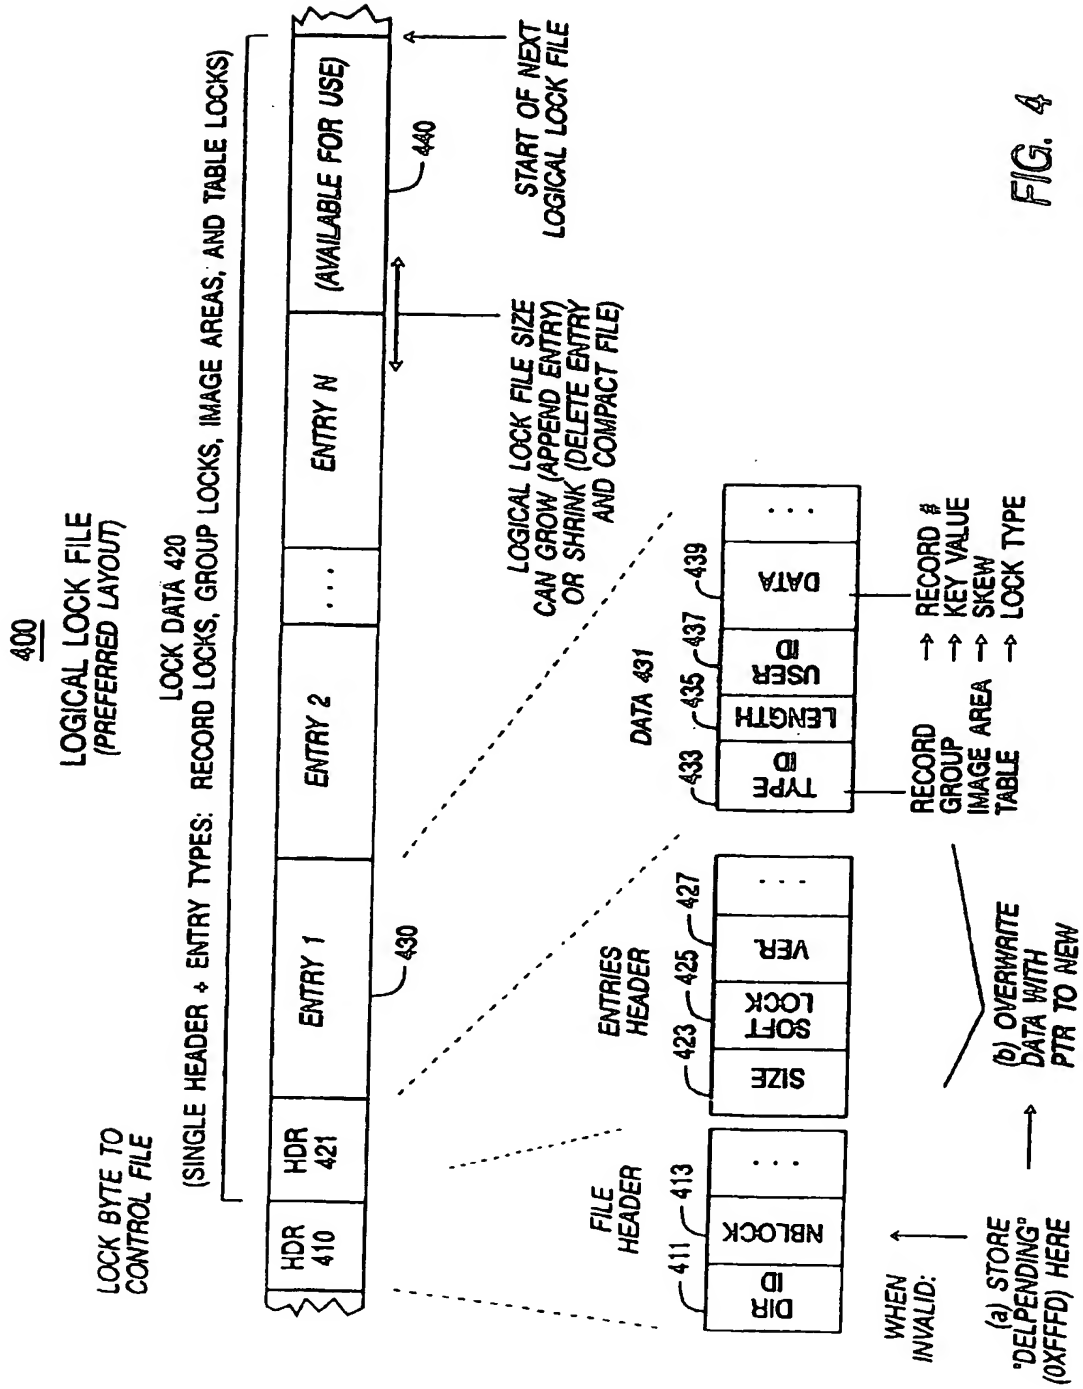 400
LOGICAL LOCK FILE
(PREFERRED LAYOUT)
LOCK BYTE TO
CONTROL FILE
LOCK DATA 420
(SINGLE HEADER + ENTRY TYPES: RECORD LOCKS, GROUP LOCKS, IMAGE AREAS, AND TABLE LOCKS)
HDR
410
HDR
421
ENTRY 1
ENTRY 2
...
ENTRY N
(AVAILABLE FOR USE)
430
440
LOGICAL LOCK FILE SIZE
CAN GROW (APPEND ENTRY)
OR SHRINK (DELETE ENTRY
AND COMPACT FILE)
START OF NEXT
LOGICAL LOCK FILE
FILE
HEADER
411
413
DIR
ID
NBLOCK
...
ENTRIES
HEADER
423
425
427
SIZE
SOFT
LOCK
VER.
...
DATA 431
433
435
437
439
TYPE
ID
LENGTH
USER
ID
DATA
...
RECORD
GROUP
IMAGE AREA
TABLE
RECORD #
KEY VALUE
SKEW
LOCK TYPE
WHEN
INVALID:
(a) STORE
"DELPENDING"
(0XFFFD) HERE
(b) OVERWRITE
DATA WITH
PTR TO NEW
FIG. 4